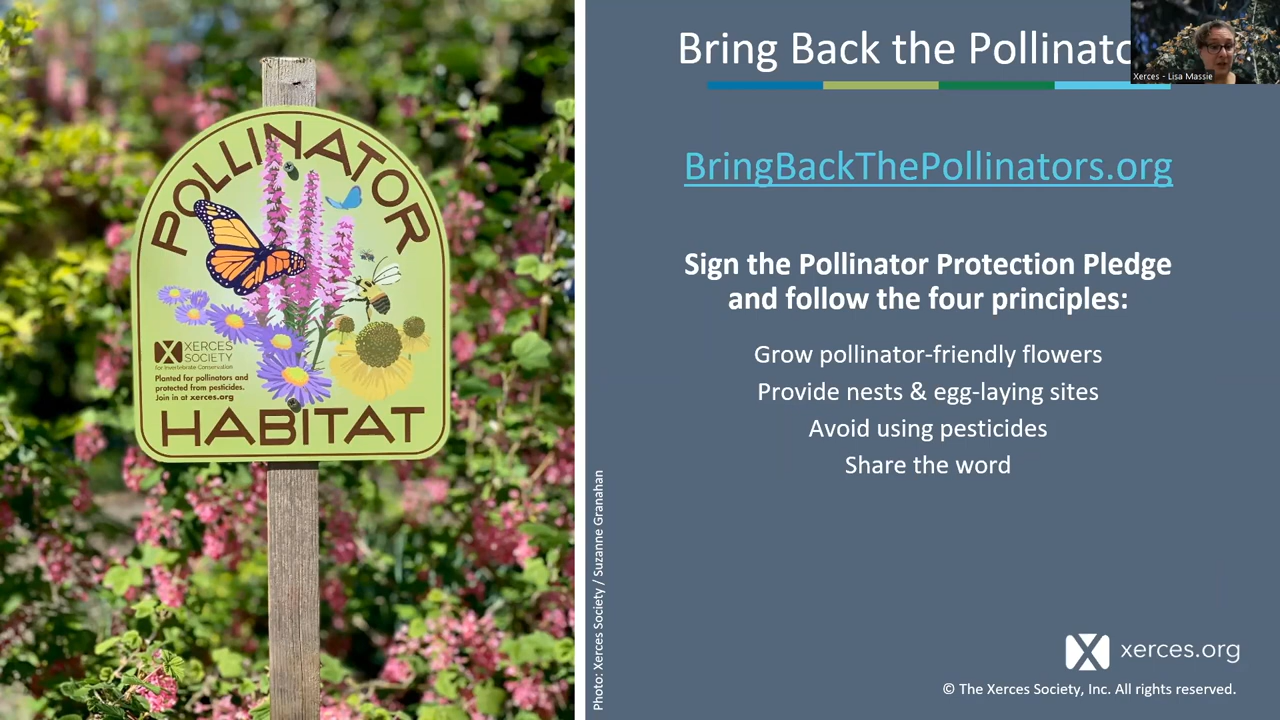 POLLINATOR
XERCES
SOCIETY
for Invertebrate Conservation
Planted for pollinators and
protected from pesticides.
Join in at xerces.org
HABITAT
Photo: Xerces Society / Suzanne Granahan
Bring Back the Pollinato
Xerces - Lisa Massie
BringBackThePollinators.org
Sign the Pollinator Protection Pledge
and follow the four principles:
Grow pollinator-friendly flowers
Provide nests & egg-laying sites
Avoid using pesticides
Share the word
xerces.org
© The Xerces Society, Inc. All rights reserved.